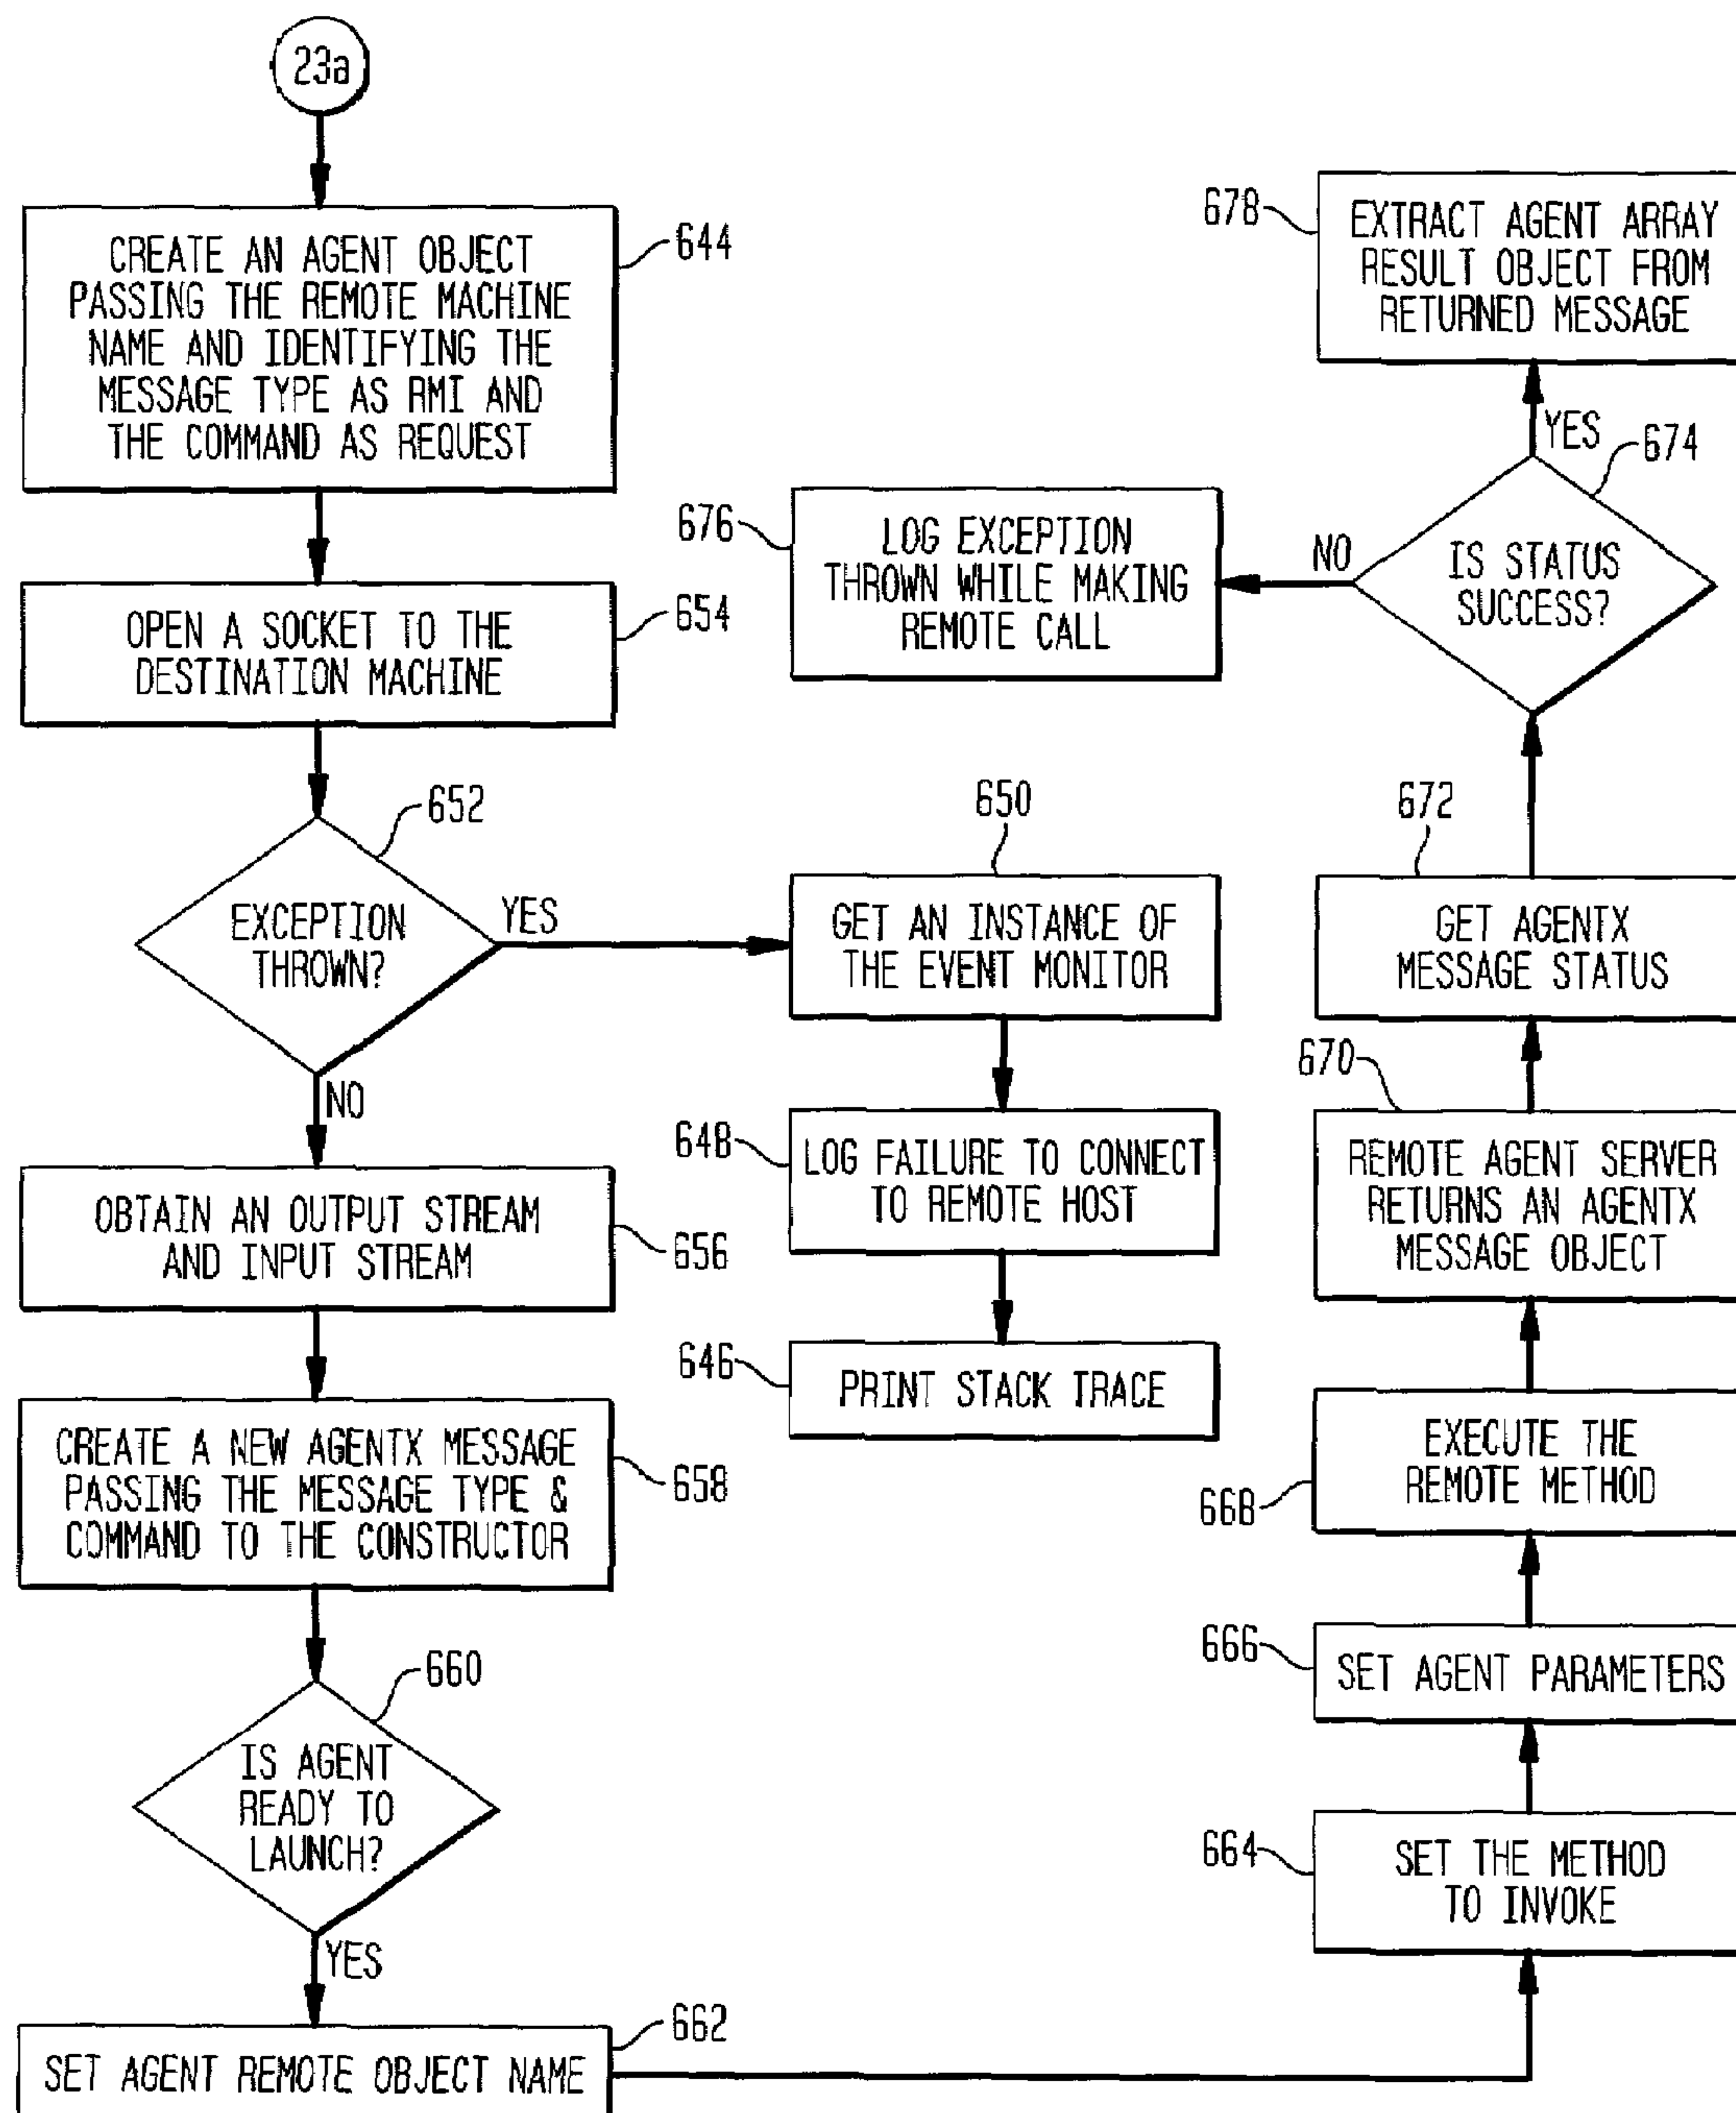 23a
CREATE AN AGENT OBJECT
PASSING THE REMOTE MACHINE
NAME AND IDENTIFYING THE
MESSAGE TYPE AS RMI AND
THE COMMAND AS REQUEST
644
OPEN A SOCKET TO THE
DESTINATION MACHINE
654
652
EXCEPTION
THROWN?
YES
NO
650
GET AN INSTANCE OF
THE EVENT MONITOR
648
LOG FAILURE TO CONNECT
TO REMOTE HOST
646
PRINT STACK TRACE
OBTAIN AN OUTPUT STREAM
AND INPUT STREAM
656
CREATE A NEW AGENTX MESSAGE
PASSING THE MESSAGE TYPE &
COMMAND TO THE CONSTRUCTOR
658
660
IS AGENT
READY TO
LAUNCH?
YES
662
SET AGENT REMOTE OBJECT NAME
664
SET THE METHOD
TO INVOKE
666
SET AGENT PARAMETERS
668
EXECUTE THE
REMOTE METHOD
670
REMOTE AGENT SERVER
RETURNS AN AGENTX
MESSAGE OBJECT
672
GET AGENTX
MESSAGE STATUS
674
IS STATUS
SUCCESS?
NO
676
LOG EXCEPTION
THROWN WHILE MAKING
REMOTE CALL
YES
678
EXTRACT AGENT ARRAY
RESULT OBJECT FROM
RETURNED MESSAGE